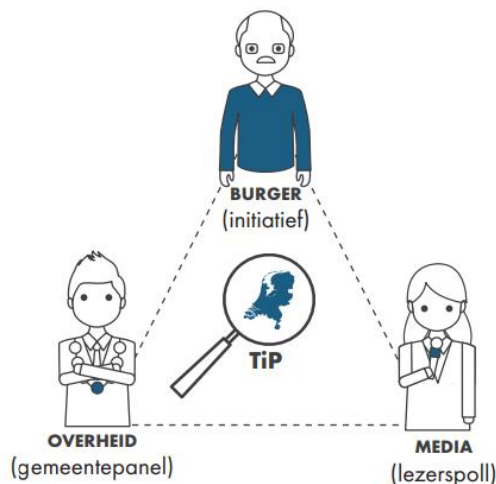 BURGER
(initiatief)
TiP
OVERHEID
(gemeentepanel)
MEDIA
(lezerspoll)